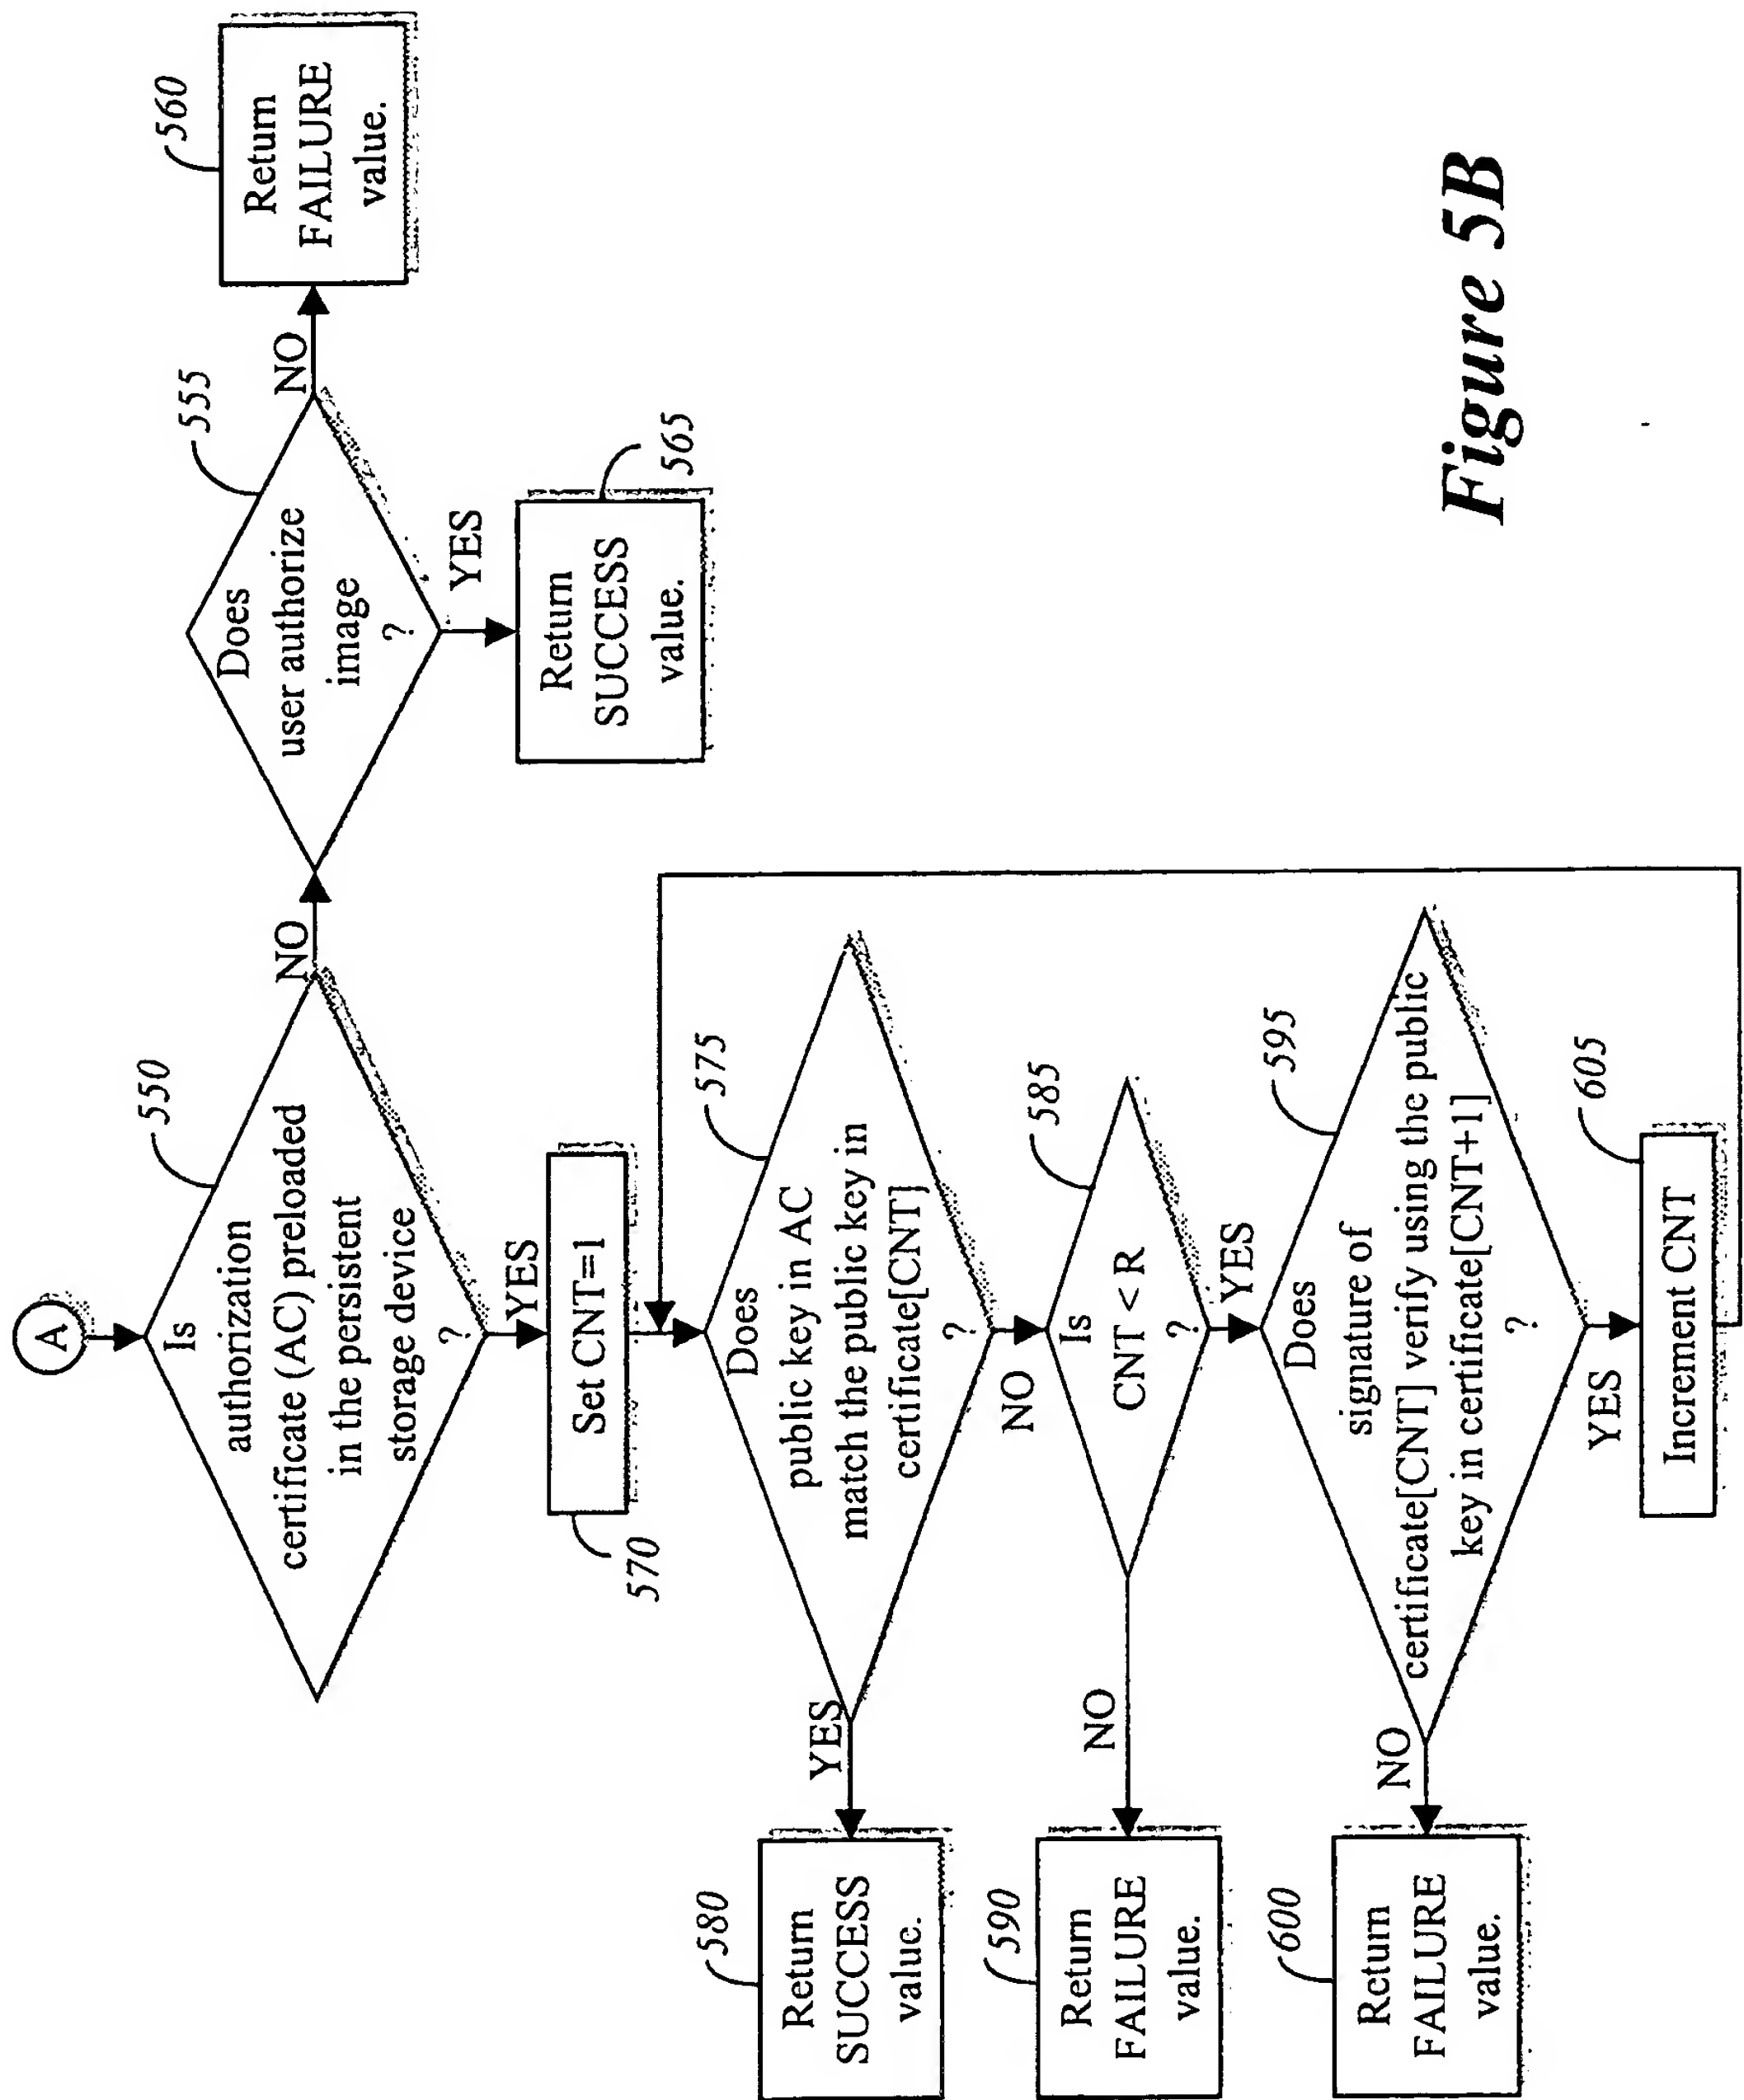 A
550
Is
authorization
certificate (AC) preloaded
in the persistent
storage device
?
NO
555
Does
user authorize
image
?
NO
560
Return
FAILURE
value.
YES
565
Return
SUCCESS
value.
YES
570
Set CNT=1
575
Does
public key in AC
match the public key in
certificate[CNT]
?
YES
580
Return
SUCCESS
value.
NO
585
Is
CNT < R
?
NO
590
Return
FAILURE
value.
YES
595
Does
signature of
certificate[CNT] verify using the public
key in certificate[CNT+1]
?
NO
600
Return
FAILURE
value.
YES
605
Increment CNT
Figure 5B